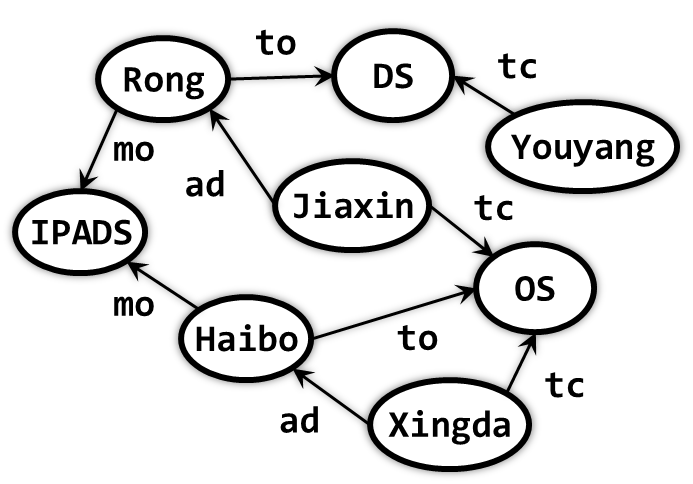 to
Rong
DS
tc
mo
Youyang
ad
Jiaxin
tc
IPADS
OS
mo
Haibo
to
tc
ad
Xingda